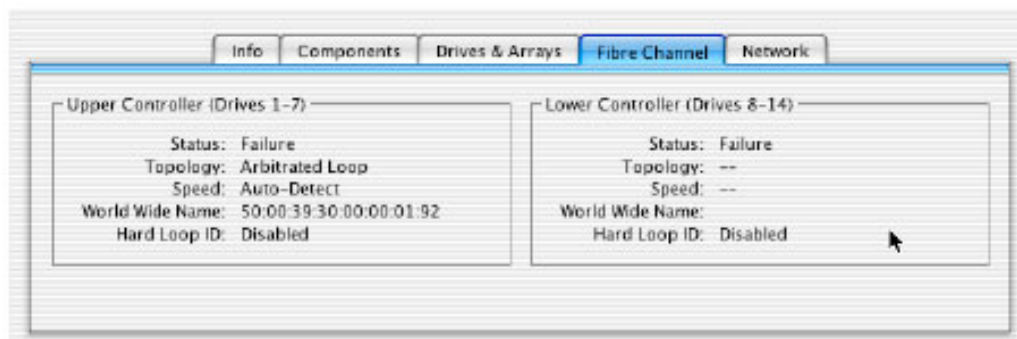 Info Components Drives & Arrays Fibre Channel Network
Upper Controller (Drives 1-7)
Status: Failure
Topology: Arbitrated Loop
Speed: Auto-Detect
World Wide Name: 50:00:39:30:00:00:01:92
Hard Loop ID: Disabled
Lower Controller (Drives 8-14)
Status: Failure
Topology: --
Speed: --
World Wide Name:
Hard Loop ID: Disabled